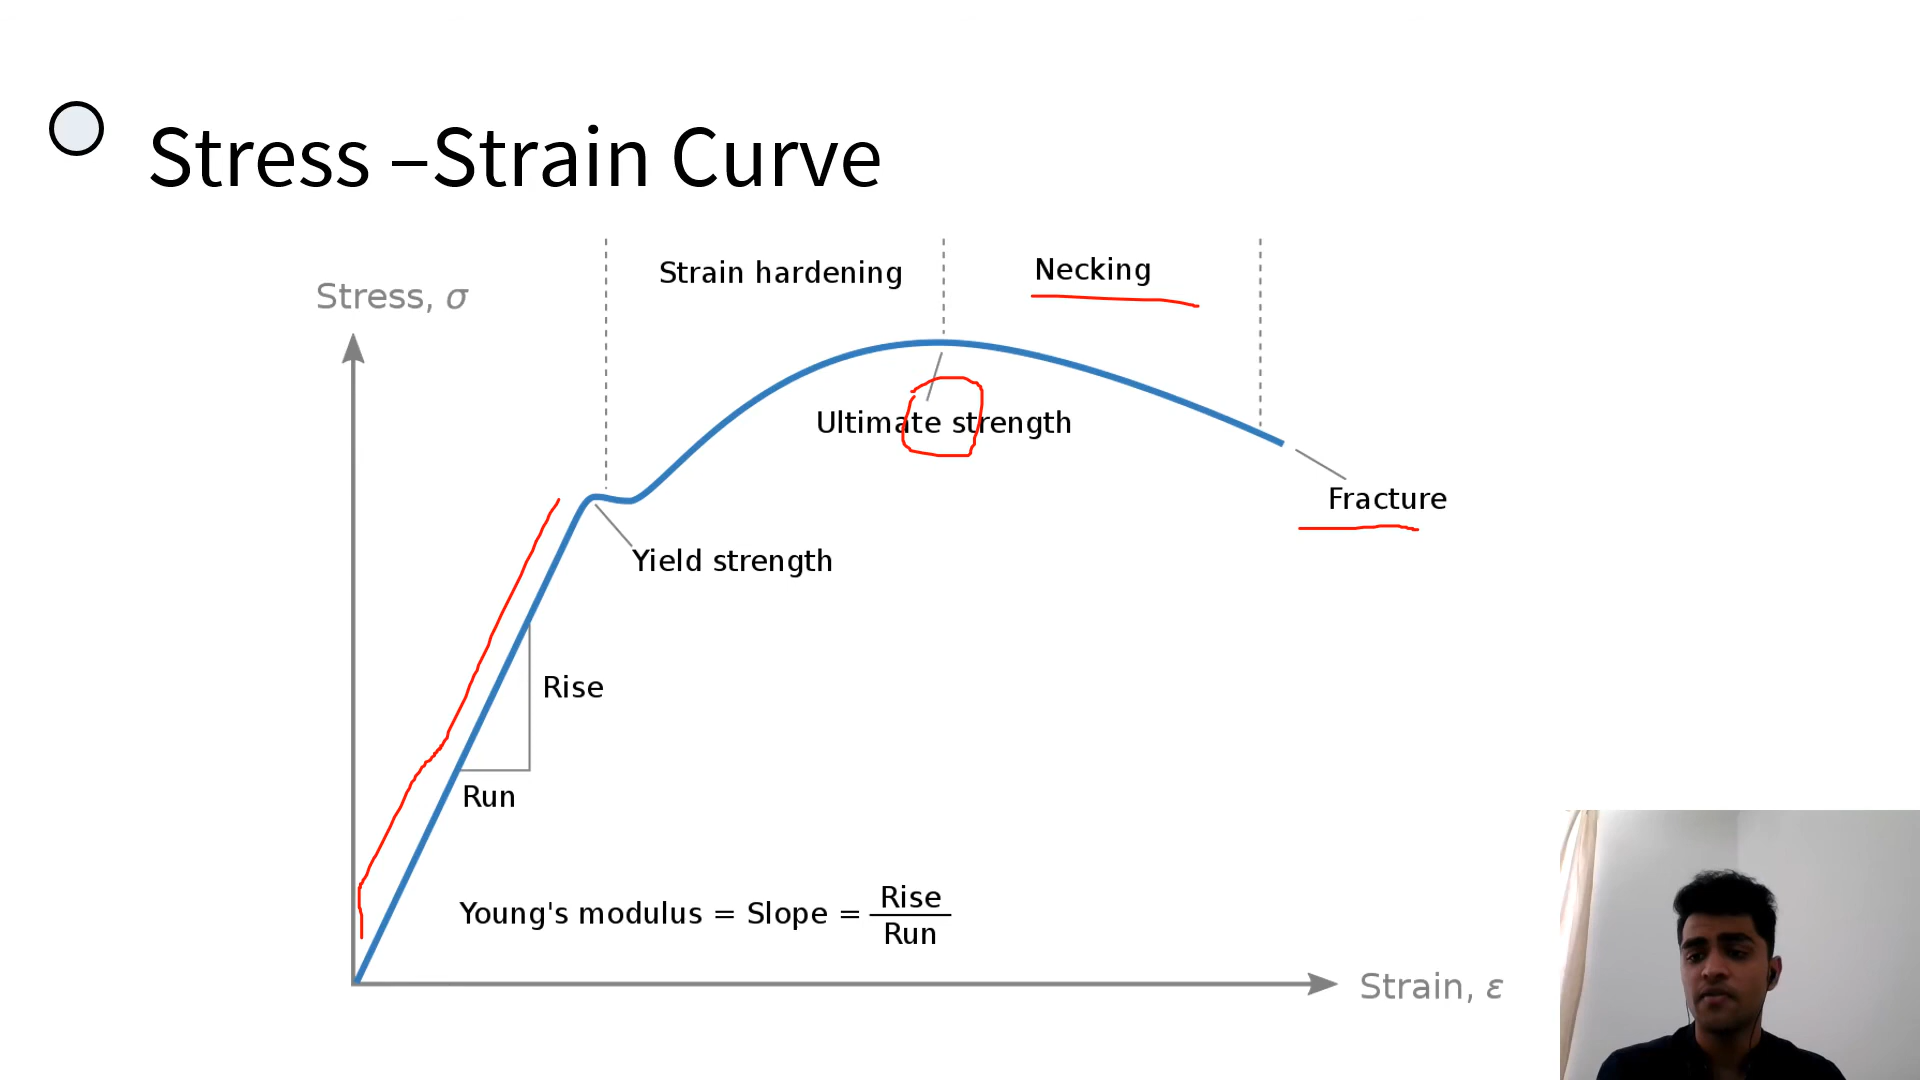 Stress –Strain Curve
Strain hardening
Necking
Stress, σ
Ultimate strength
Fracture
Yield strength
Rise
Run
Young's modulus = Slope = Rise
Run
Strain, ε